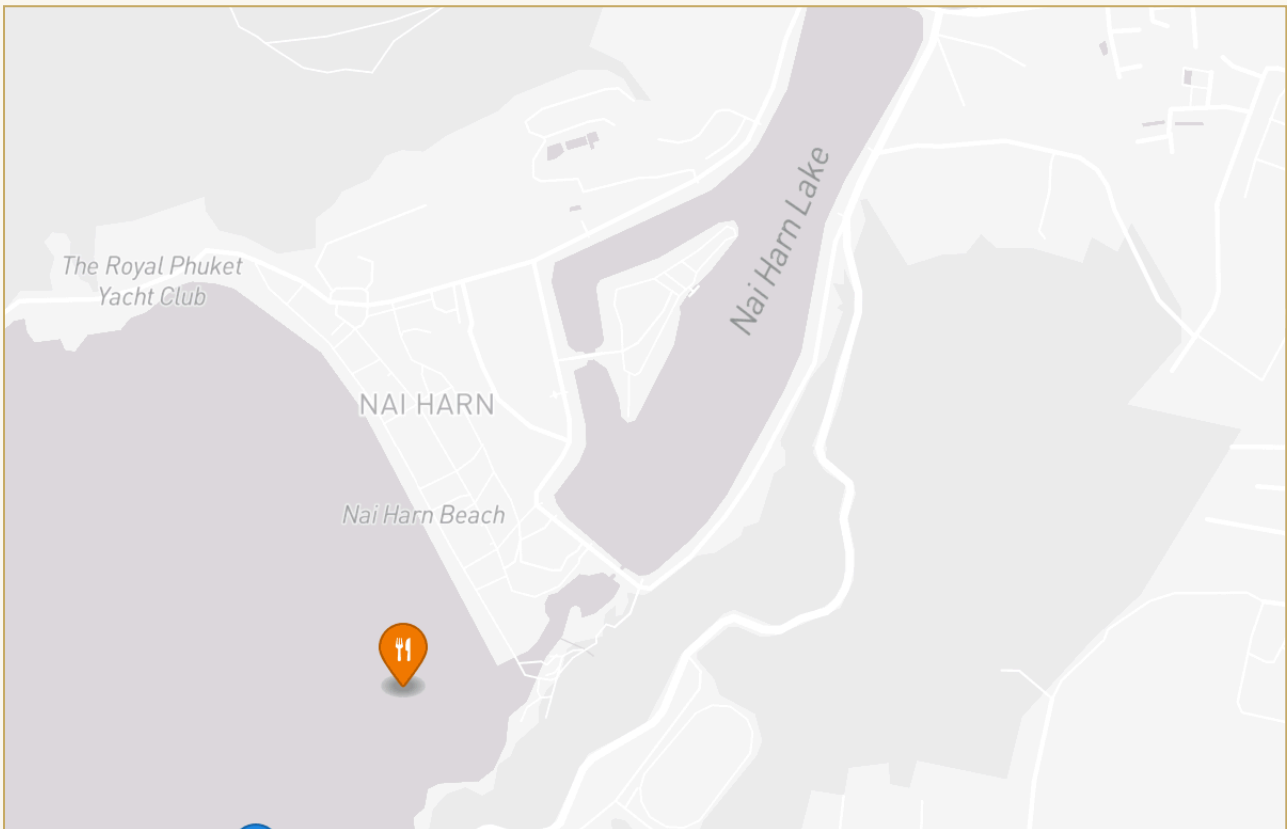 The Royal Phuket
Yacht Club
Nai Harn Lake
NAI HARN
Nai Harn Beach